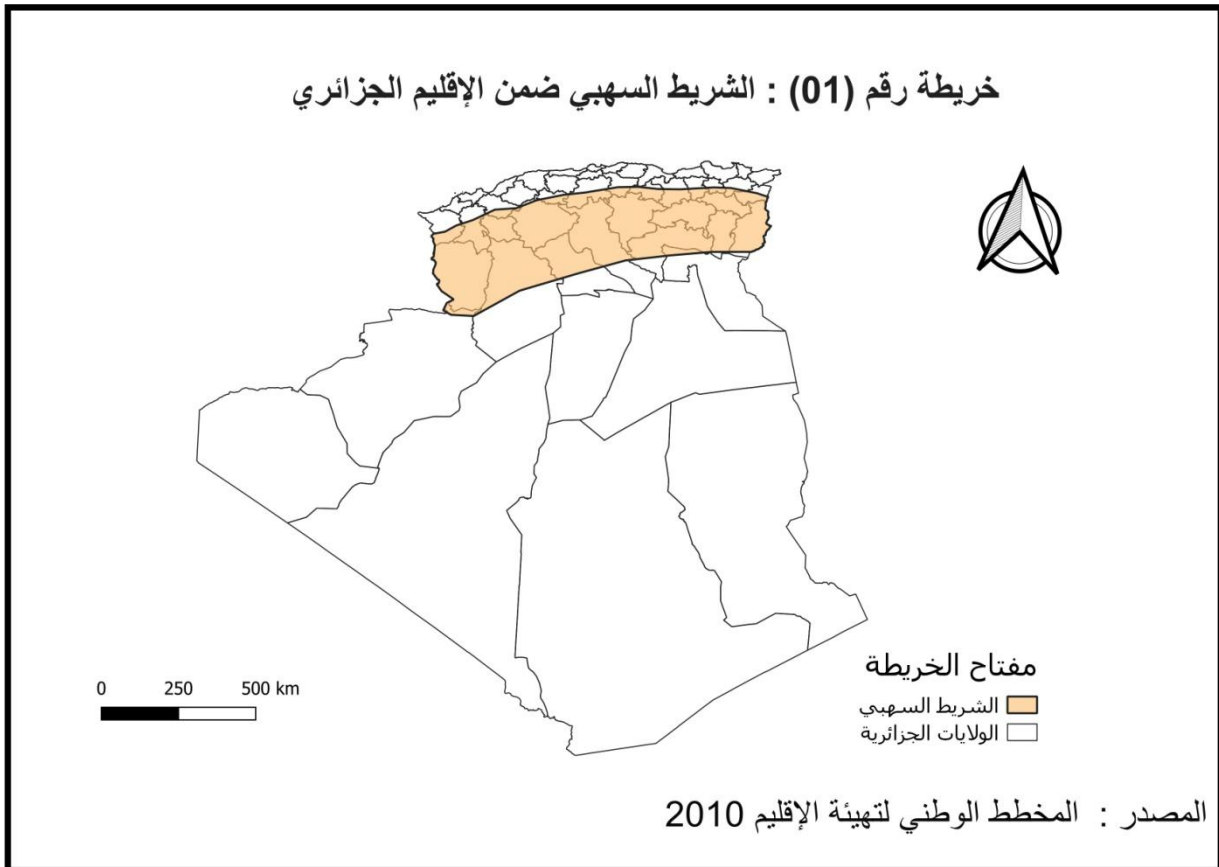 خريطة رقم (01) : الشريط السهبي ضمن الإقليم الجزائري
0 250 500 km
مفتاح الخريطة
الشريط السهبي
الولايات الجزائرية
المصدر : المخطط الوطني لتهيئة الإقليم 2010